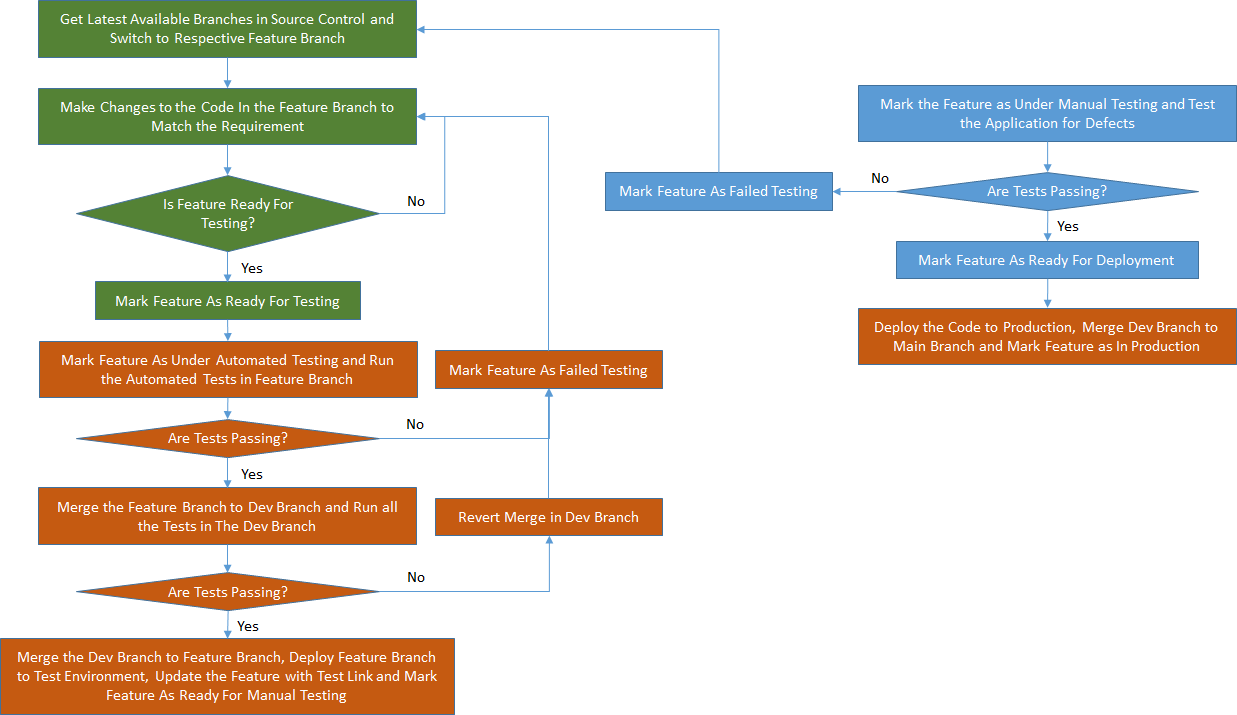 Get Latest Available Branches in Source Control and
Switch to Respective Feature Branch
Make Changes to the Code In the Feature Branch to
Match the Requirement
Is Feature Ready For
Testing?
No
Yes
Mark Feature As Ready For Testing
Mark Feature As Under Automated Testing and Run
the Automated Tests in Feature Branch
Are Tests Passing?
No
Mark Feature As Failed Testing
Yes
Merge the Feature Branch to Dev Branch and Run all
the Tests in The Dev Branch
Revert Merge in Dev Branch
Are Tests Passing?
No
Yes
Merge the Dev Branch to Feature Branch, Deploy Feature Branch
to Test Environment, Update the Feature with Test Link and Mark
Feature As Ready For Manual Testing
Mark the Feature as Under Manual Testing and Test
the Application for Defects
Are Tests Passing?
No
Mark Feature As Failed Testing
Yes
Mark Feature As Ready For Deployment
Deploy the Code to Production, Merge Dev Branch to
Main Branch and Mark Feature as In Production